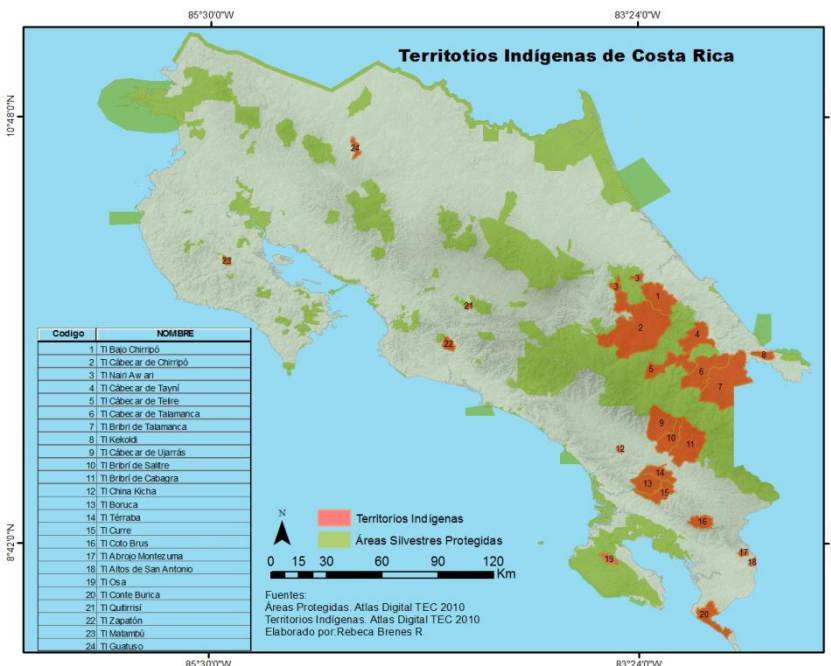 85°30'0"W
83°24'0"W
Territotios Indígenas de Costa Rica
10°48'0"N
24
23
21
22
3
3
1
2
4
5
6
7
8
9
10
11
12
13
14
15
16
17
18
19
20
Codigo NOMBRE
1 TI Bajo Chirripó
2 TI Cábecar de Chirripó
3 TI Nairi Aw ari
4 TI Cábecar de Tayní
5 TI Cábecar de Telire
6 TI Cabecar de Talamanca
7 TI Bribri de Talamanca
8 TI Kekoldi
9 TI Cábecar de Ujarrás
10 TI Bribrí de Salitre
11 TI Bribrí de Cabagra
12 TI China Kicha
13 TI Boruca
14 TI Térraba
15 TI Curre
16 TI Coto Brus
17 TI Abrojo Montezuma
18 TI Altos de San Antonio
19 TI Osa
20 TI Conte Burica
21 TI Quitirrisí
22 TI Zapatón
23 TI Matambú
24 TI Guatuso
N
Territorios Indígenas
Áreas Silvestres Protegidas
0 15 30 60 90 120
Km
Fuentes:
Áreas Protegidas. Atlas Digital TEC 2010
Territorios Indígenas. Atlas Digital TEC 2010
Elaborado por:Rebeca Brenes R
8°42'0"N
85°30'0"W
83°24'0"W